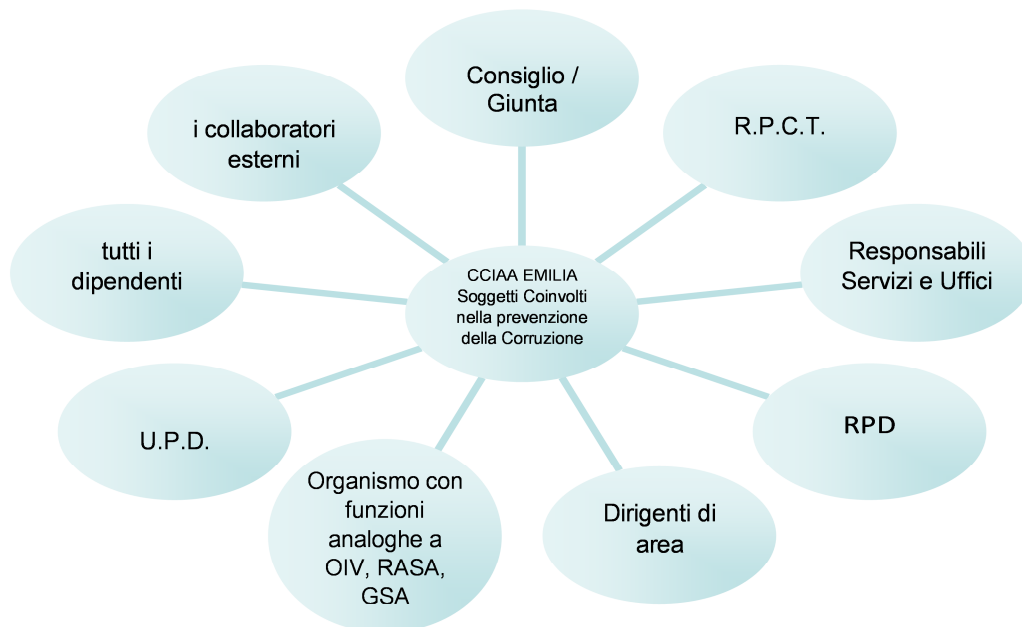 Consiglio /
Giunta
R.P.C.T.
Responsabili
Servizi e Uffici
RPD
Dirigenti di
area
Organismo con
funzioni
analoghe a
OIV, RASA,
GSA
U.P.D.
tutti i
dipendenti
i collaboratori
esterni
CCIAA EMILIA
Soggetti Coinvolti
nella prevenzione
della Corruzione